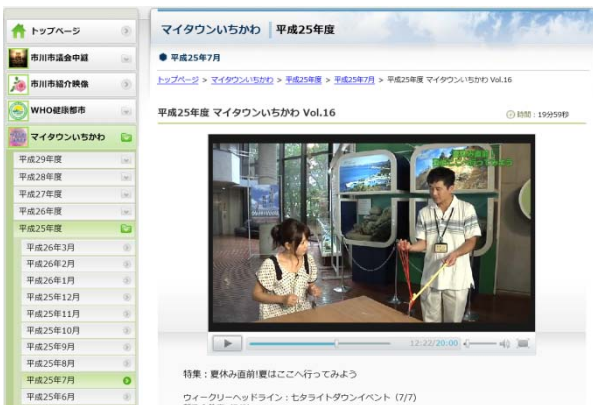 トップページ
市川市議会中継
市川市紹介映像
WHO健康都市
マイタウンいちかわ
平成29年度
平成28年度
平成27年度
平成26年度
平成25年度
平成26年3月
平成26年2月
平成26年1月
平成25年12月
平成25年11月
平成25年10月
平成25年9月
平成25年8月
平成25年7月
平成25年6月
マイタウンいちかわ 平成25年度
平成25年7月
トップページ > マイタウンいちかわ > 平成25年度 > 平成25年7月 > 平成25年度 マイタウンいちかわ Vol.16
平成25年度 マイタウンいちかわ Vol.16
時間：19分59秒
12:22/20:00
特集：夏休み直前!夏はここへ行ってみよう
ウィークリーヘッドライン：七夕ライトダウンイベント（7/7）